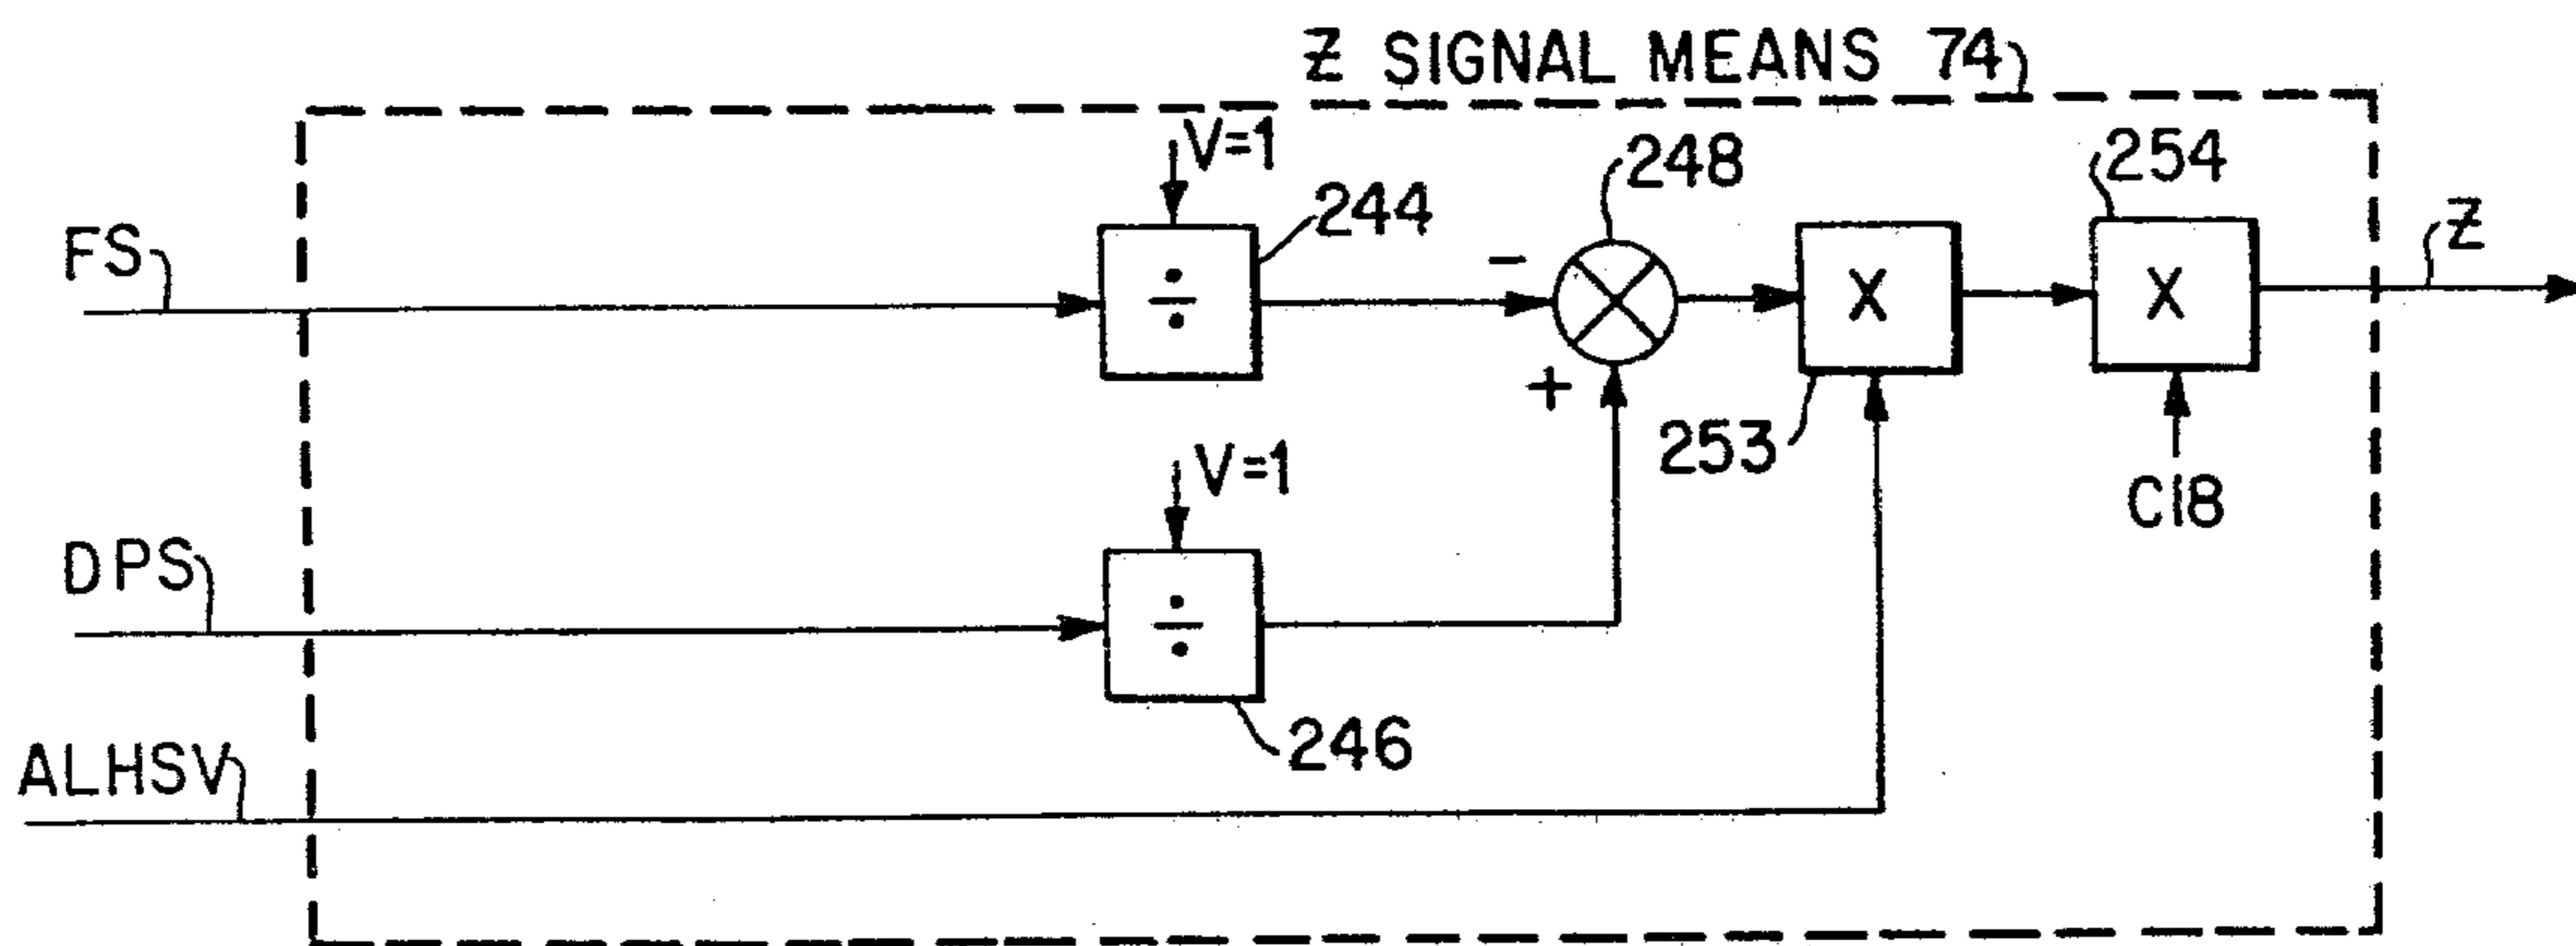 Z SIGNAL MEANS 74
V=1
248
254
244
FS
-
÷
X
X
Z
+
253
V=1
C18
DPS
÷
246
ALHSV